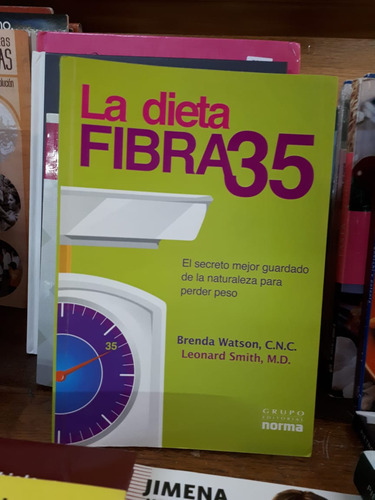 La dieta
FIBRA35
El secreto mejor guardado
de la naturaleza para
perder peso
35
Brenda Watson, C.N.C.
Leonard Smith, M.D.
GRUPO
EDITORIAL
norma
JIMENA